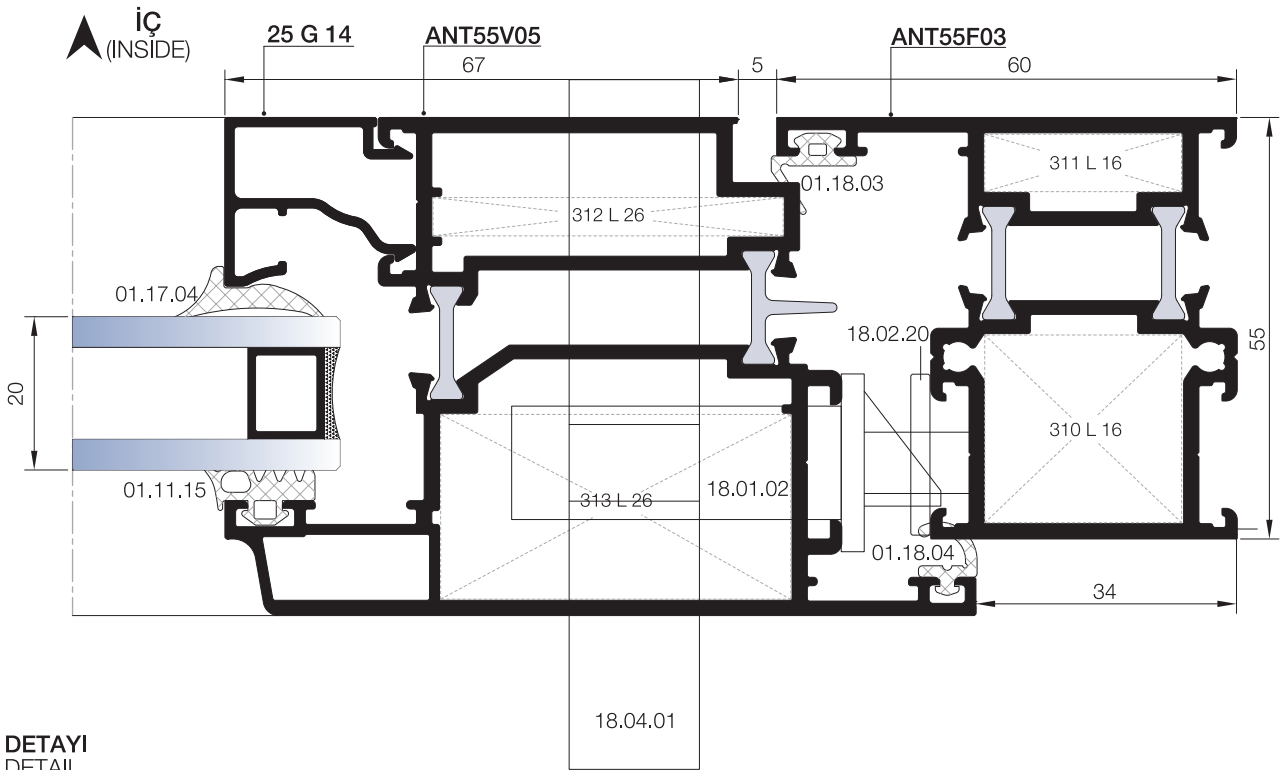 İÇ
(INSIDE)
25 G 14
ANT55V05
ANT55F03
67
5
60
01.18.03
311 L 16
312 L 26
01.17.04
18.02.20
55
20
310 L 16
01.11.15
313 L 26
18.01.02
01.18.04
34
18.04.01
DETAYI
DETAIL